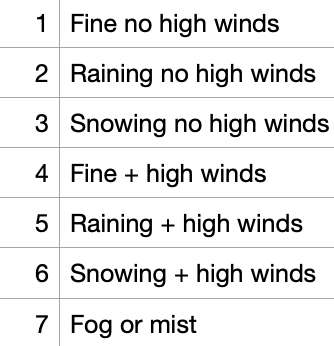 1 Fine no high winds
2 Raining no high winds
3 Snowing no high winds
4 Fine + high winds
5 Raining + high winds
6 Snowing + high winds
7 Fog or mist